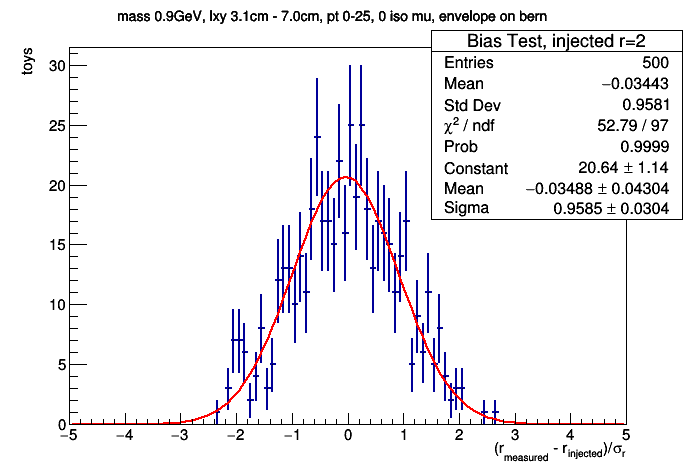 mass 0.9GeV, lxy 3.1cm - 7.0cm, pt 0-25, 0 iso mu, envelope on bern
Bias Test, injected r=2
Entries 500
Mean −0.03443
Std Dev 0.9581
χ² / ndf 52.79 / 97
Prob 0.9999
Constant 20.64 ± 1.14
Mean −0.03488 ± 0.04304
Sigma 0.9585 ± 0.0304
toys
30
25
20
15
10
5
0
−5 −4 −3 −2 −1 0 1 2 3 4 5
(r_measured - r_injected)/σ_r